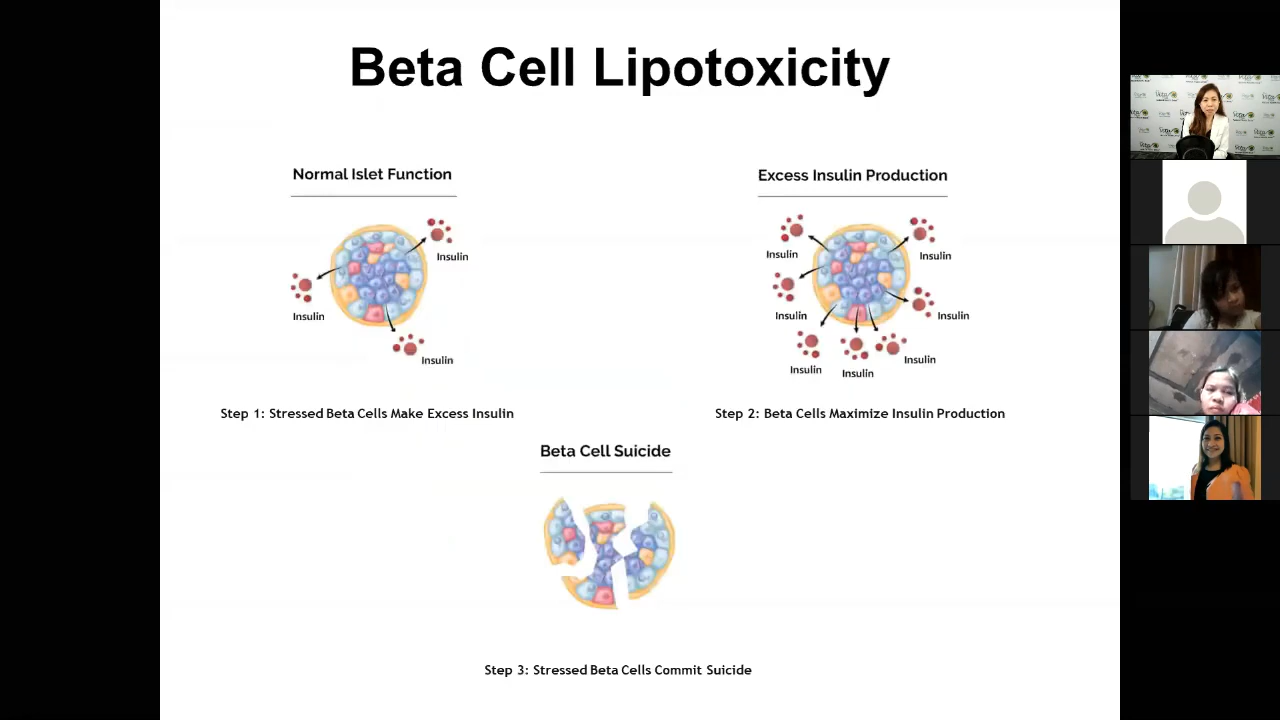 Beta Cell Lipotoxicity
Normal Islet Function
Insulin
Insulin
Insulin
Step 1: Stressed Beta Cells Make Excess Insulin
Excess Insulin Production
Insulin
Insulin
Insulin
Insulin
Insulin
Insulin
Insulin
Step 2: Beta Cells Maximize Insulin Production
Beta Cell Suicide
Step 3: Stressed Beta Cells Commit Suicide